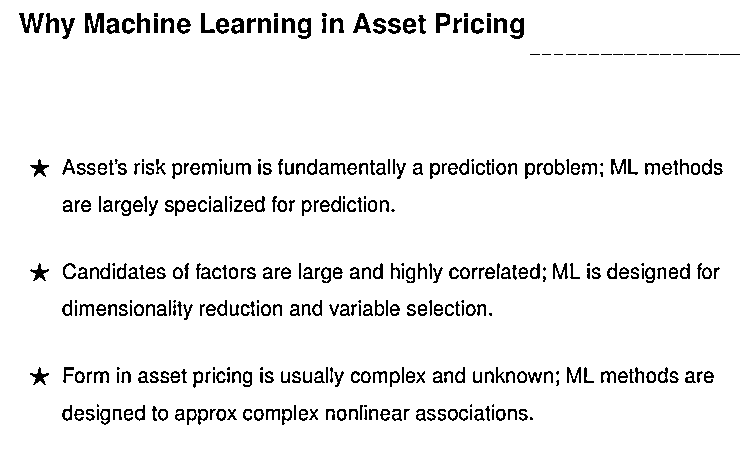 Why Machine Learning in Asset Pricing
★ Asset's risk premium is fundamentally a prediction problem; ML methods
are largely specialized for prediction.
★ Candidates of factors are large and highly correlated; ML is designed for
dimensionality reduction and variable selection.
★ Form in asset pricing is usually complex and unknown; ML methods are
designed to approx complex nonlinear associations.